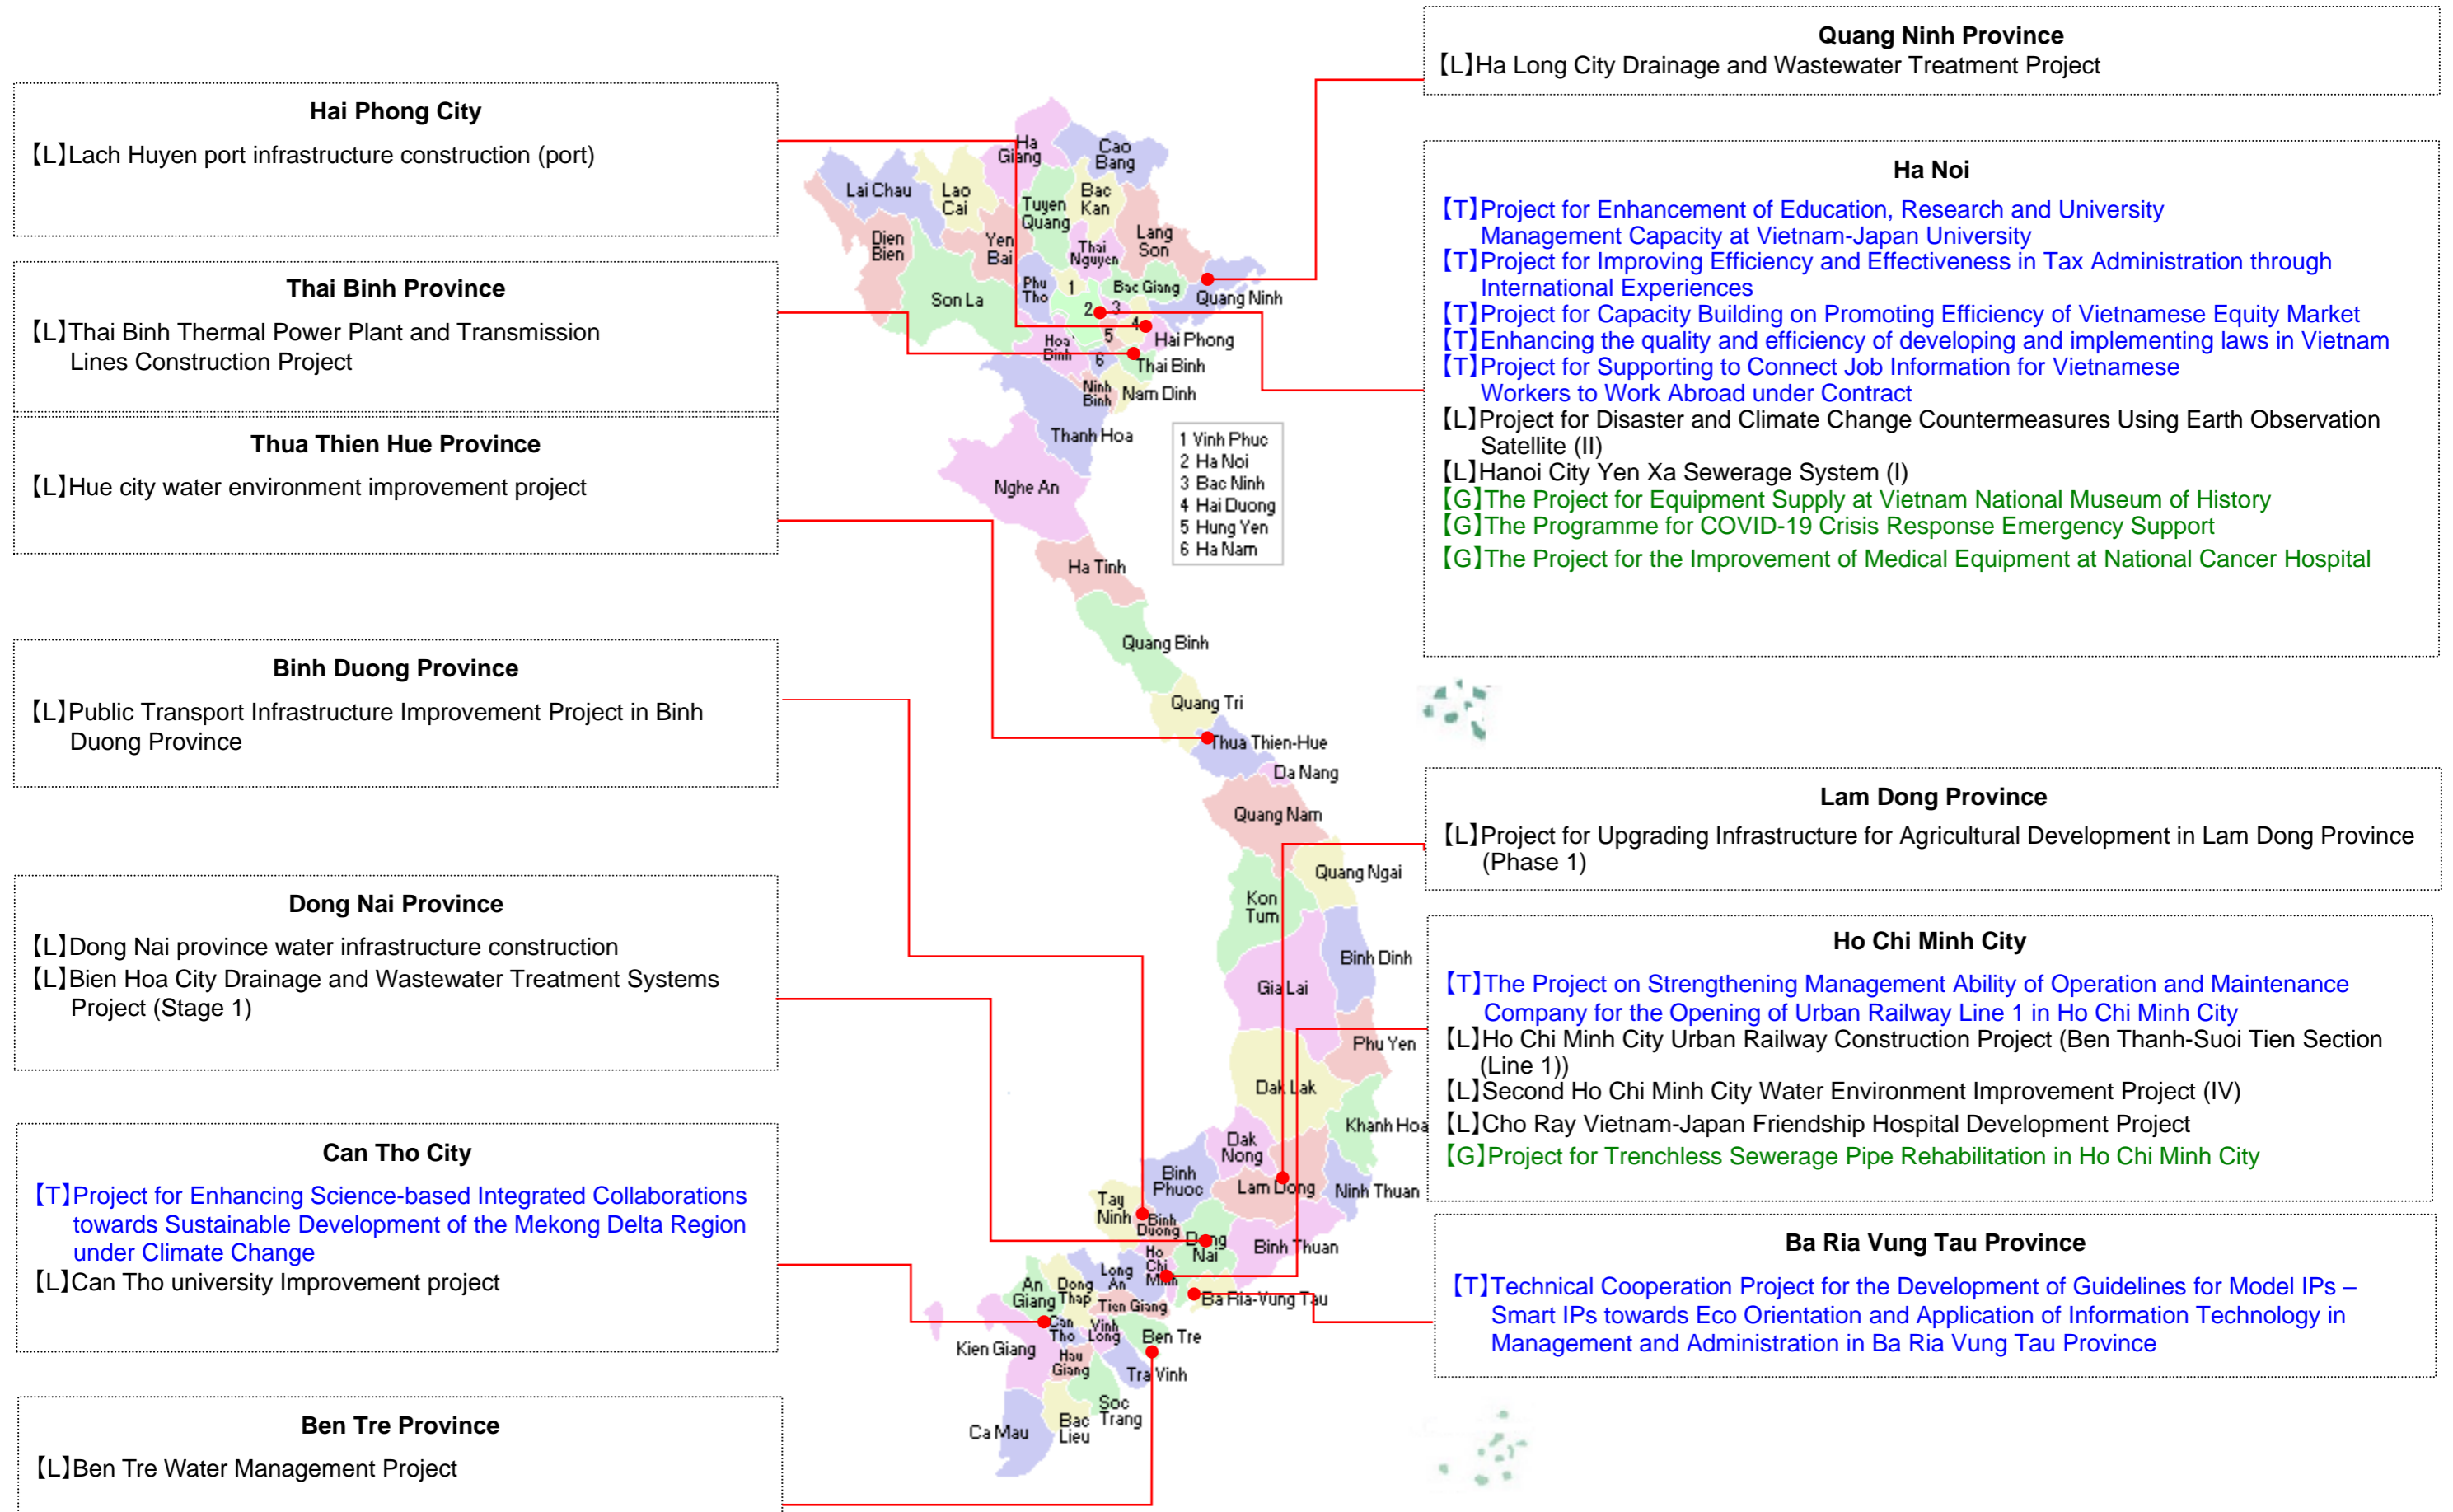 Quang Ninh Province
【L】Ha Long City Drainage and Wastewater Treatment Project
Hai Phong City
【L】Lach Huyen port infrastructure construction (port)
Thai Binh Province
【L】Thai Binh Thermal Power Plant and Transmission
Lines Construction Project
Thua Thien Hue Province
【L】Hue city water environment improvement project
Binh Duong Province
【L】Public Transport Infrastructure Improvement Project in Binh
Duong Province
Dong Nai Province
【L】Dong Nai province water infrastructure construction
【L】Bien Hoa City Drainage and Wastewater Treatment Systems
Project (Stage 1)
Can Tho City
【T】Project for Enhancing Science-based Integrated Collaborations
towards Sustainable Development of the Mekong Delta Region
under Climate Change
【L】Can Tho university Improvement project
Ben Tre Province
【L】Ben Tre Water Management Project
Ha
Giang
Cao
Bang
Lai Chau
Lao
Cai
Tuyen
Quang
Bac
Kan
Dien
Bien
Yen
Bai
Thai
Nguyen
Lang
Son
Son La
Phu
Tho
1
Bac Giang
Quang Ninh
2
3
4
5
6
Hoa
Binh
Hai Phong
Thai Binh
Ninh
Binh
Nam Dinh
Thanh Hoa
1 Vinh Phuc
2 Ha Noi
3 Bac Ninh
4 Hai Duong
5 Hung Yen
6 Ha Nam
Nghe An
Ha Tinh
Quang Binh
Quang Tri
Thua Thien-Hue
Da Nang
Quang Nam
Quang Ngai
Kon
Tum
Binh Dinh
Gia Lai
Phu Yen
Dak Lak
Khanh Hoa
Dak
Nong
Binh
Phuoc
Lam Dong
Ninh Thuan
Tay
Ninh
Binh
Duong
Dong
Nai
Binh Thuan
Ho
Chi
Minh
Long
An
An
Giang
Dong
Thap
Tien Giang
Ba Ria-Vung Tau
Can
Tho
Vinh
Long
Ben Tre
Kien Giang
Hau
Giang
Tra Vinh
Soc
Trang
Bac
Lieu
Ca Mau
Ha Noi
【T】Project for Enhancement of Education, Research and University
Management Capacity at Vietnam-Japan University
【T】Project for Improving Efficiency and Effectiveness in Tax Administration through
International Experiences
【T】Project for Capacity Building on Promoting Efficiency of Vietnamese Equity Market
【T】Enhancing the quality and efficiency of developing and implementing laws in Vietnam
【T】Project for Supporting to Connect Job Information for Vietnamese
Workers to Work Abroad under Contract
【L】Project for Disaster and Climate Change Countermeasures Using Earth Observation
Satellite (II)
【L】Hanoi City Yen Xa Sewerage System (I)
【G】The Project for Equipment Supply at Vietnam National Museum of History
【G】The Programme for COVID-19 Crisis Response Emergency Support
【G】The Project for the Improvement of Medical Equipment at National Cancer Hospital
Lam Dong Province
【L】Project for Upgrading Infrastructure for Agricultural Development in Lam Dong Province
(Phase 1)
Ho Chi Minh City
【T】The Project on Strengthening Management Ability of Operation and Maintenance
Company for the Opening of Urban Railway Line 1 in Ho Chi Minh City
【L】Ho Chi Minh City Urban Railway Construction Project (Ben Thanh-Suoi Tien Section
(Line 1))
【L】Second Ho Chi Minh City Water Environment Improvement Project (IV)
【L】Cho Ray Vietnam-Japan Friendship Hospital Development Project
【G】Project for Trenchless Sewerage Pipe Rehabilitation in Ho Chi Minh City
Ba Ria Vung Tau Province
【T】Technical Cooperation Project for the Development of Guidelines for Model IPs –
Smart IPs towards Eco Orientation and Application of Information Technology in
Management and Administration in Ba Ria Vung Tau Province